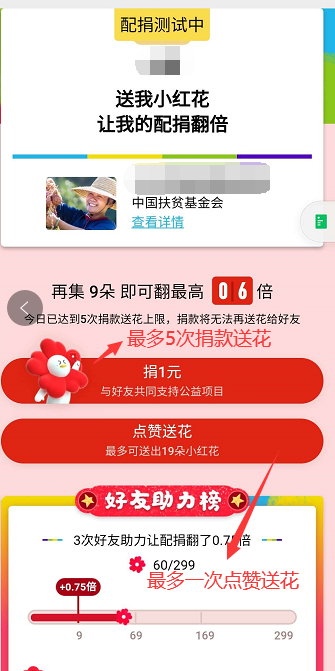 配捐测试中
送我小红花
让我的配捐翻倍
中国扶贫基金会
查看详情
再集 9朵 即可翻最高 06 倍
今日已达到5次捐款送花上限，捐款将无法再送花给好友
最多5次捐款送花
捐1元
与好友共同支持公益项目
点赞送花
最多可送出19朵小红花
好友助力榜
3次好友助力让配捐翻了0.75倍
60/299
最多一次点赞送花
+0.75倍
9 69 169 299